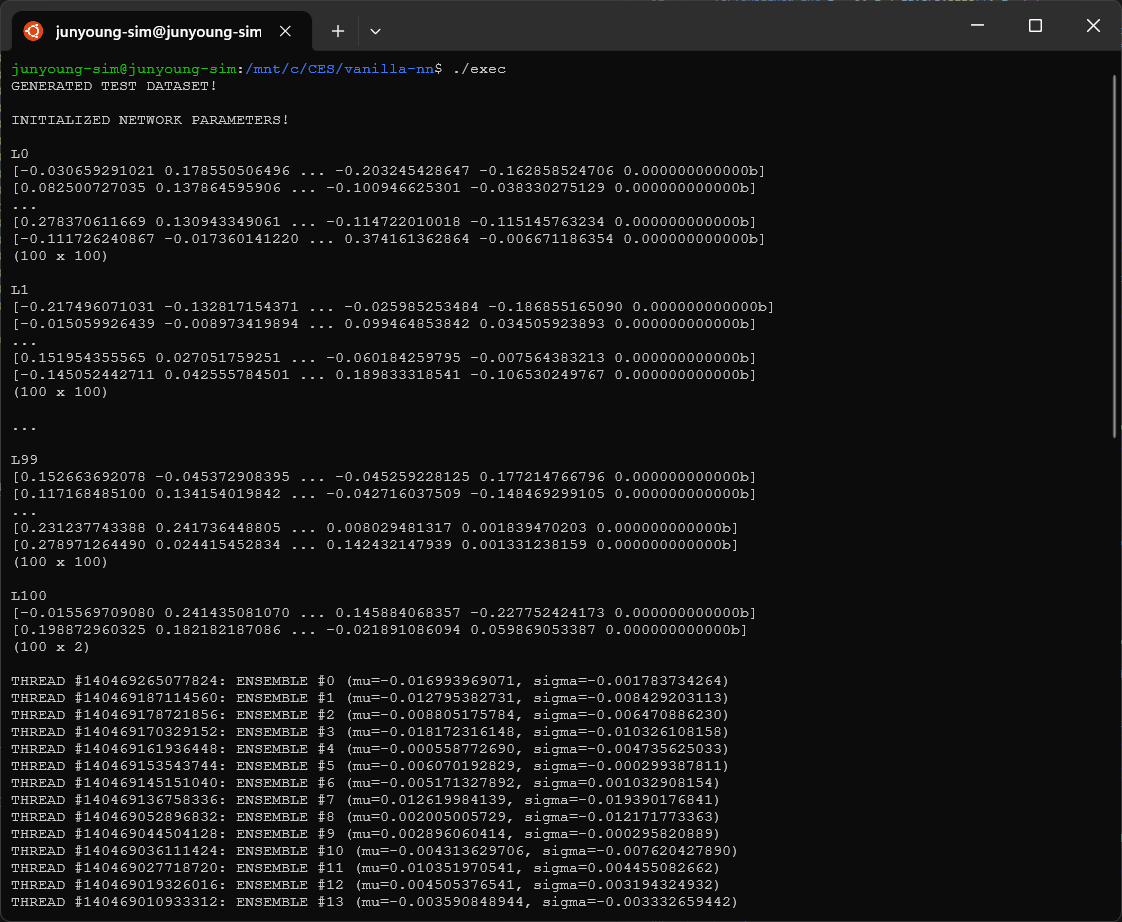 junyoung-sim@junyoung-sim
junyoung-sim@junyoung-sim:/mnt/c/CES/vanilla-nn$ ./exec
GENERATED TEST DATASET!
INITIALIZED NETWORK PARAMETERS!
L0
[-0.030659291021 0.178550506496 ... -0.203245428647 -0.162858524706 0.000000000000b]
[0.082500727035 0.137864595906 ... -0.100946625301 -0.038330275129 0.000000000000b]
...
[0.278370611669 0.130943349061 ... -0.114722010018 -0.115145763234 0.000000000000b]
[-0.111726240867 -0.017360141220 ... 0.374161362864 -0.006671186354 0.000000000000b]
(100 x 100)
L1
[-0.217496071031 -0.132817154371 ... -0.025985253484 -0.186855165090 0.000000000000b]
[-0.015059926439 -0.008973419894 ... 0.099464853842 0.034505923893 0.000000000000b]
...
[0.151954355565 0.027051759251 ... -0.060184259795 -0.007564383213 0.000000000000b]
[-0.145052442711 0.042555784501 ... 0.189833318541 -0.106530249767 0.000000000000b]
(100 x 100)
...
L99
[0.152663692078 -0.045372908395 ... -0.045259228125 0.177214766796 0.000000000000b]
[0.117168485100 0.134154019842 ... -0.042716037509 -0.148469299105 0.000000000000b]
...
[0.231237743388 0.241736448805 ... 0.008029481317 0.001839470203 0.000000000000b]
[0.278971264490 0.024415452834 ... 0.142432147939 0.001331238159 0.000000000000b]
(100 x 100)
L100
[-0.015569709080 0.241435081070 ... 0.145884068357 -0.227752424173 0.000000000000b]
[0.198872960325 0.182182187086 ... -0.021891086094 0.059869053387 0.000000000000b]
(100 x 2)
THREAD #140469265077824: ENSEMBLE #0 (mu=-0.016993969071, sigma=-0.001783734264)
THREAD #140469187114560: ENSEMBLE #1 (mu=-0.012795382731, sigma=-0.008429203113)
THREAD #140469178721856: ENSEMBLE #2 (mu=-0.008805175784, sigma=-0.006470886230)
THREAD #140469170329152: ENSEMBLE #3 (mu=-0.018172316148, sigma=-0.010326108158)
THREAD #140469161936448: ENSEMBLE #4 (mu=-0.000558772690, sigma=-0.004735625033)
THREAD #140469153543744: ENSEMBLE #5 (mu=-0.006070192829, sigma=-0.000299387811)
THREAD #140469145151040: ENSEMBLE #6 (mu=-0.005171327892, sigma=0.001032908154)
THREAD #140469136758336: ENSEMBLE #7 (mu=0.012619984139, sigma=-0.019390176841)
THREAD #140469052896832: ENSEMBLE #8 (mu=0.002005005729, sigma=-0.012171773363)
THREAD #140469044504128: ENSEMBLE #9 (mu=0.002896060414, sigma=-0.000295820889)
THREAD #140469036111424: ENSEMBLE #10 (mu=-0.004313629706, sigma=-0.007620427890)
THREAD #140469027718720: ENSEMBLE #11 (mu=0.010351970541, sigma=0.004455082662)
THREAD #140469019326016: ENSEMBLE #12 (mu=0.004505376541, sigma=0.003194324932)
THREAD #140469010933312: ENSEMBLE #13 (mu=-0.003590848944, sigma=-0.003332659442)